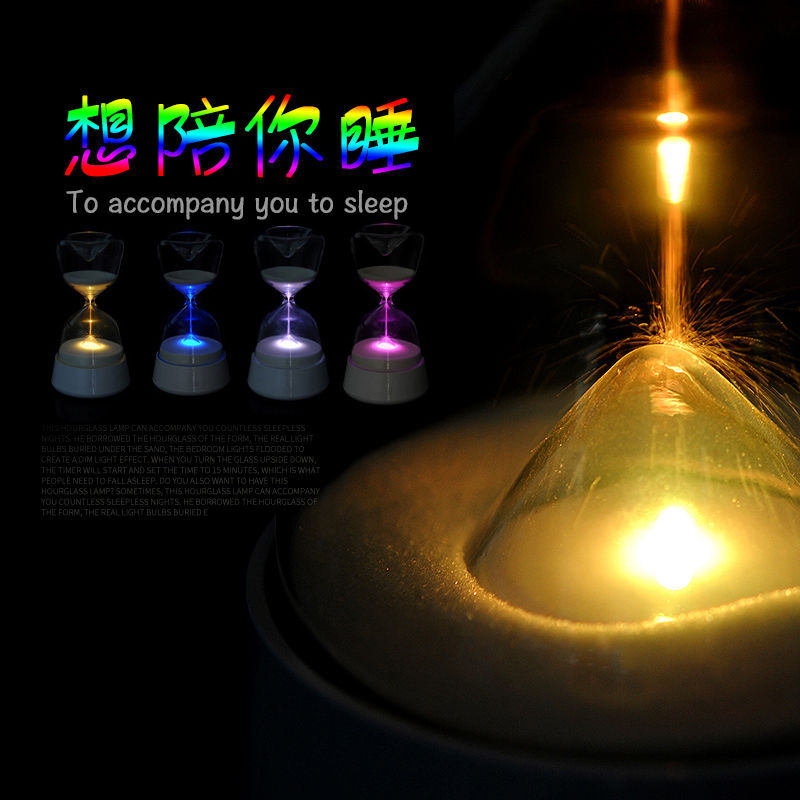 想陪你睡
To accompany you to sleep
THIS HOURGLASS LAMP CAN ACCOMPANY YOU COUNTLESS SLEEPLESS
NIGHTS. HE BORROWED THE HOURGLASS OF THE FORM, THE REAL LIGHT
BULBS BURIED UNDER THE SAND, THE BEDROOM LIGHTS FLOODED TO
CREATE A DIM LIGHT EFFECT. WHEN YOU TURN THE GLASS UPSIDE DOWN,
THE TIMER WILL START AND SET THE TIME TO 15 MINUTES, WHICH IS WHAT
PEOPLE NEED TO FALL ASLEEP. DO YOU ALSO WANT TO HAVE THIS
HOURGLASS LAMP? SOMETIMES, THIS HOURGLASS LAMP CAN ACCOMPANY
YOU COUNTLESS SLEEPLESS NIGHTS. HE BORROWED THE HOURGLASS OF
THE FORM, THE REAL LIGHT BULBS BURIED E